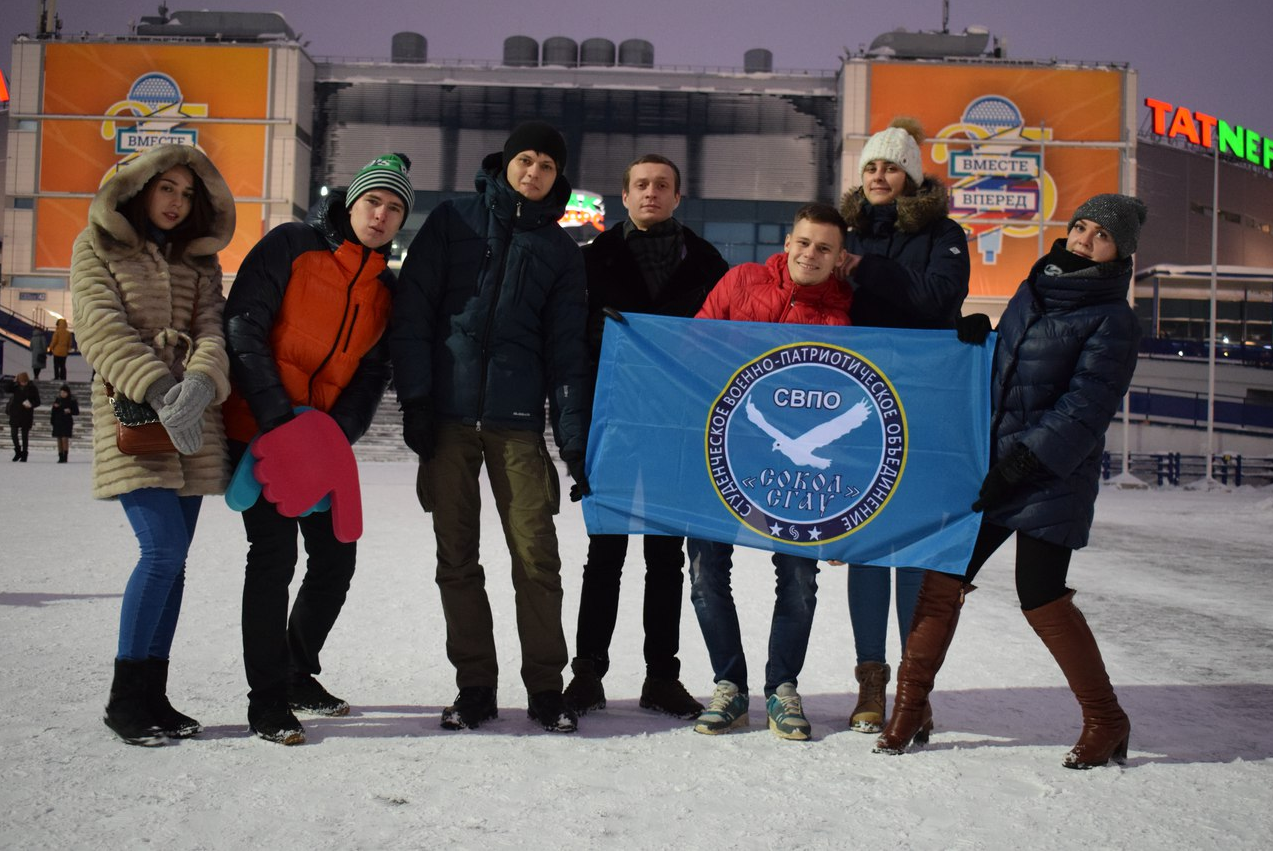 ВМЕСТЕ
ВМЕСТЕ
ВПЕРЕД
TATNEF
СТУДЕНЧЕСКОЕ ВОЕННО-ПАТРИОТИЧЕСКОЕ ОБЪЕДИНЕНИЕ
СВПО
«СОКОЛ
СГАУ»